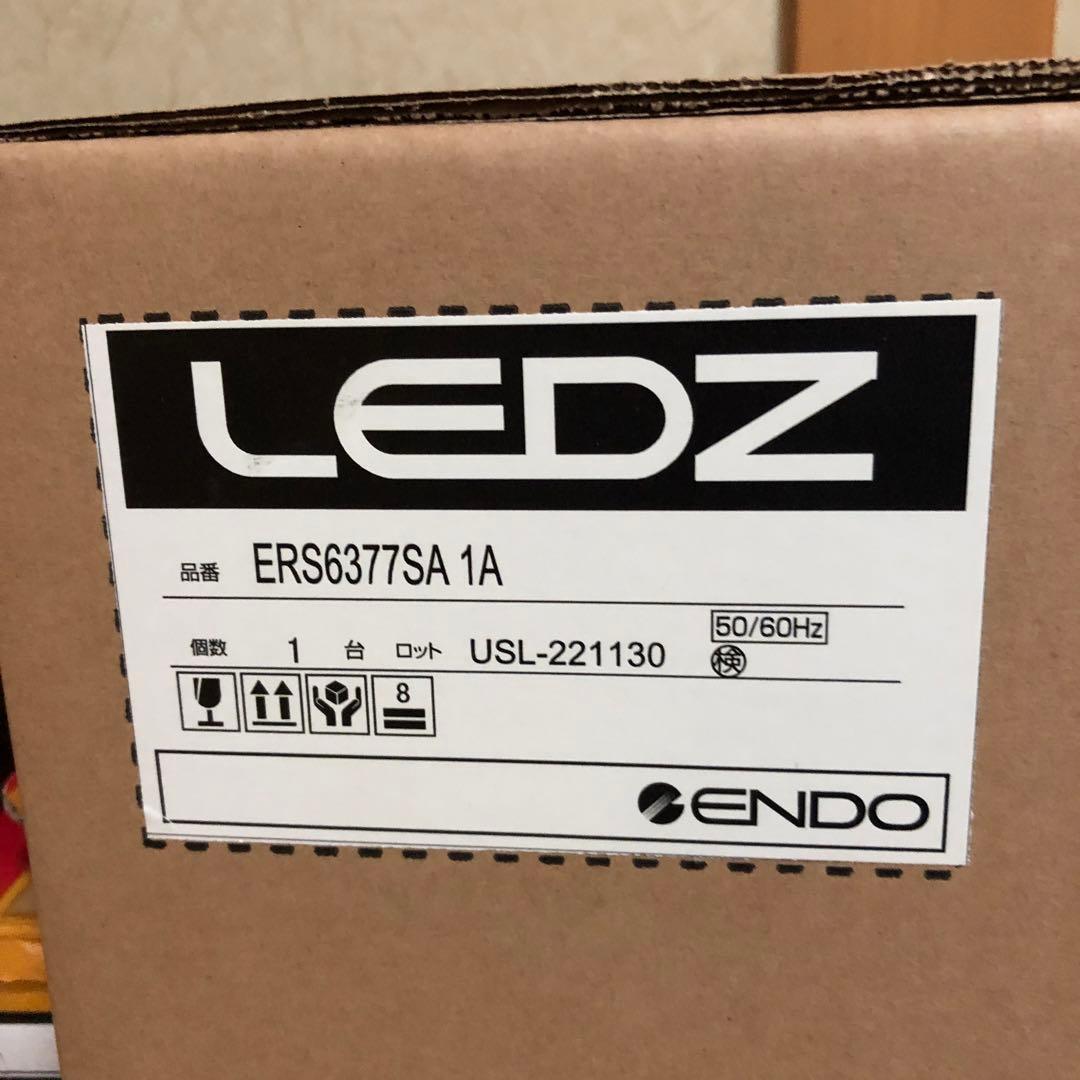 LEDZ
品番 ERS6377SA 1A
個数 1 台 ロット USL-221130 50/60Hz
検
8
ENDO